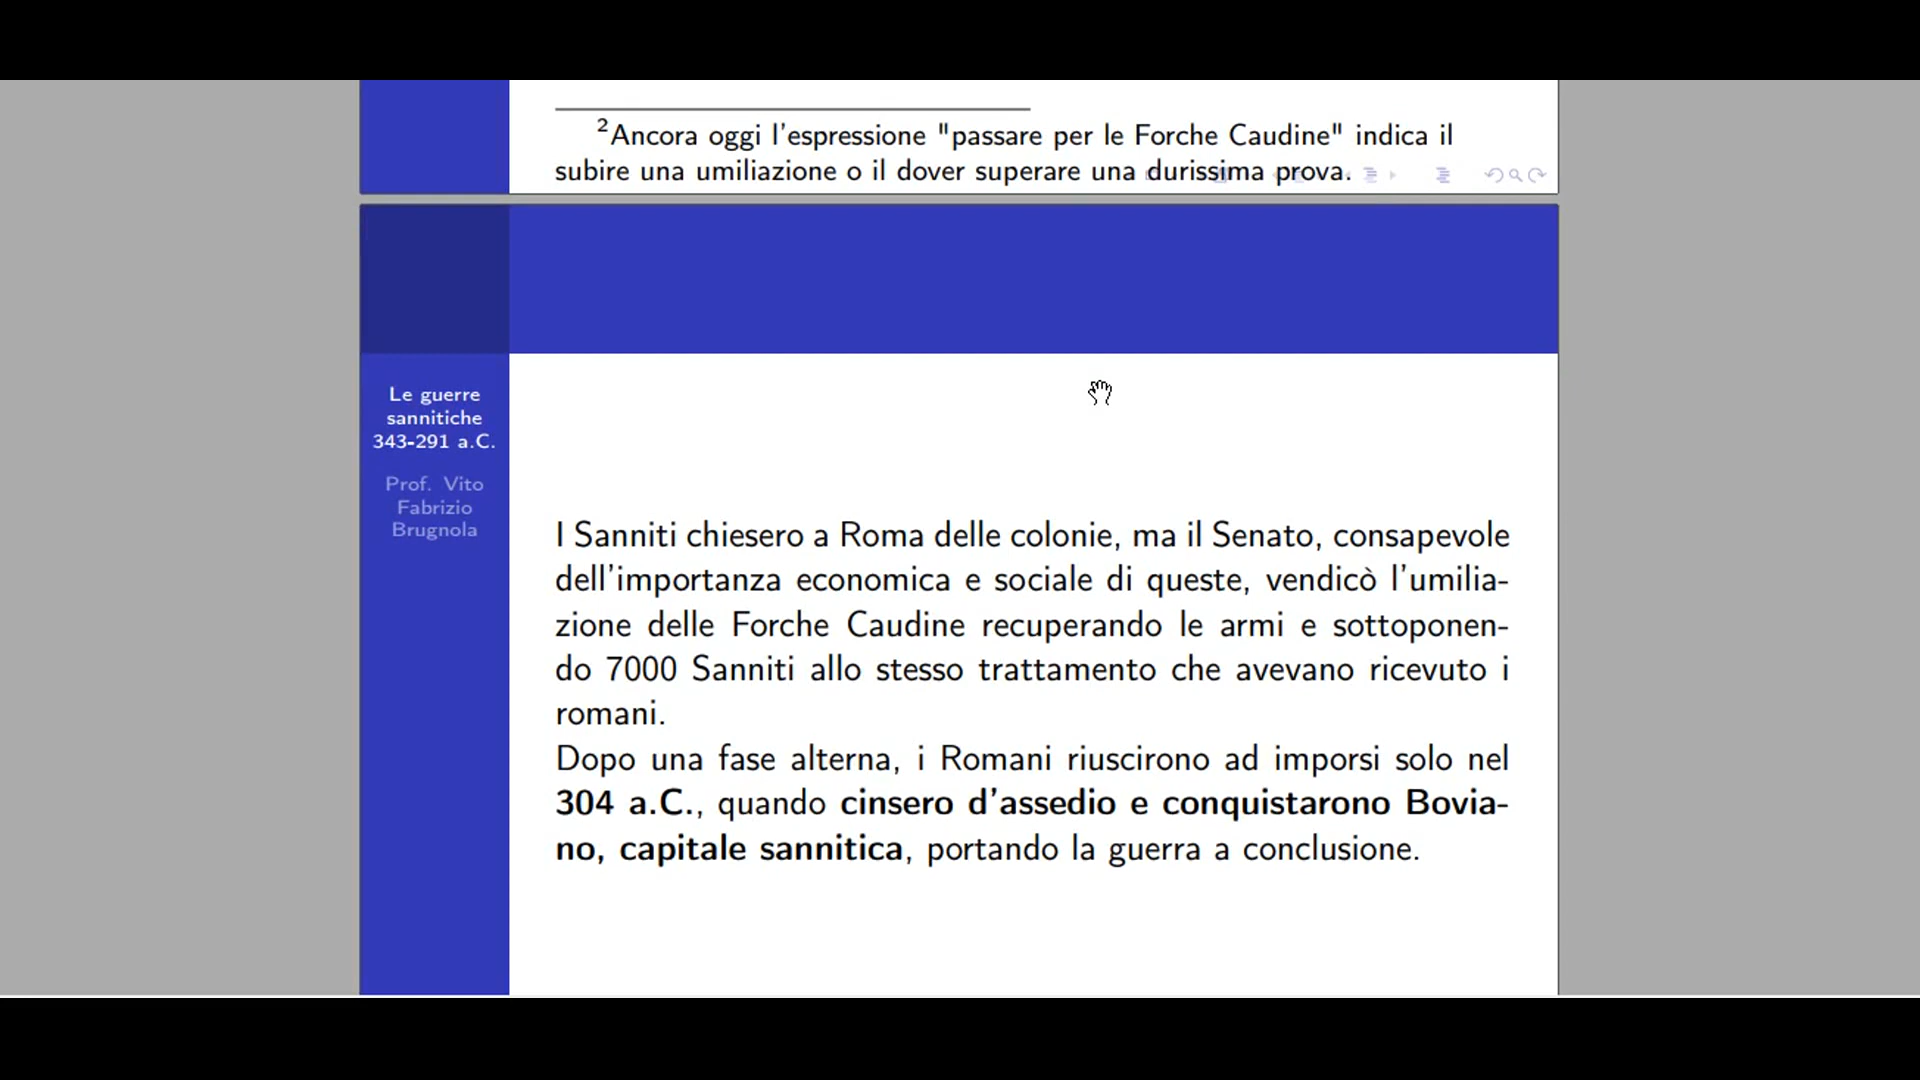 ²Ancora oggi l'espressione "passare per le Forche Caudine" indica il
subire una umiliazione o il dover superare una durissima prova.
Le guerre
sannitiche
343-291 a.C.
Prof. Vito
Fabrizio
Brugnola
I Sanniti chiesero a Roma delle colonie, ma il Senato, consapevole
dell'importanza economica e sociale di queste, vendicò l'umilia-
zione delle Forche Caudine recuperando le armi e sottoponen-
do 7000 Sanniti allo stesso trattamento che avevano ricevuto i
romani.
Dopo una fase alterna, i Romani riuscirono ad imporsi solo nel
304 a.C., quando cinsero d'assedio e conquistarono Bovia-
no, capitale sannitica, portando la guerra a conclusione.